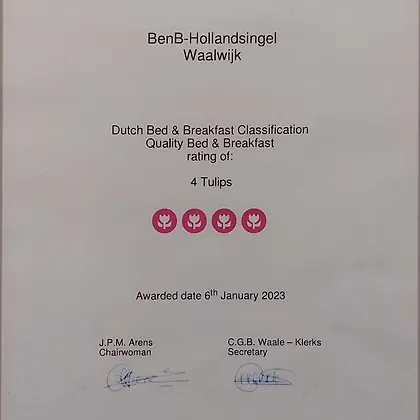 BenB-Hollandsingel
Waalwijk
Dutch Bed & Breakfast Classification
Quality Bed & Breakfast
rating of:
4 Tulips
Awarded date 6th January 2023
J.P.M. Arens
Chairwoman
C.G.B. Waale – Klerks
Secretary